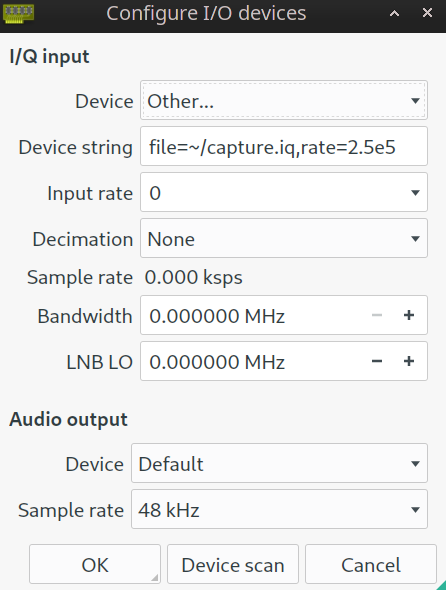 Configure I/O devices
I/Q input
Device Other...
Device string file=~/capture.iq,rate=2.5e5
Input rate 0
Decimation None
Sample rate 0.000 ksps
Bandwidth 0.000000 MHz
LNB LO 0.000000 MHz
Audio output
Device Default
Sample rate 48 kHz
OK Device scan Cancel